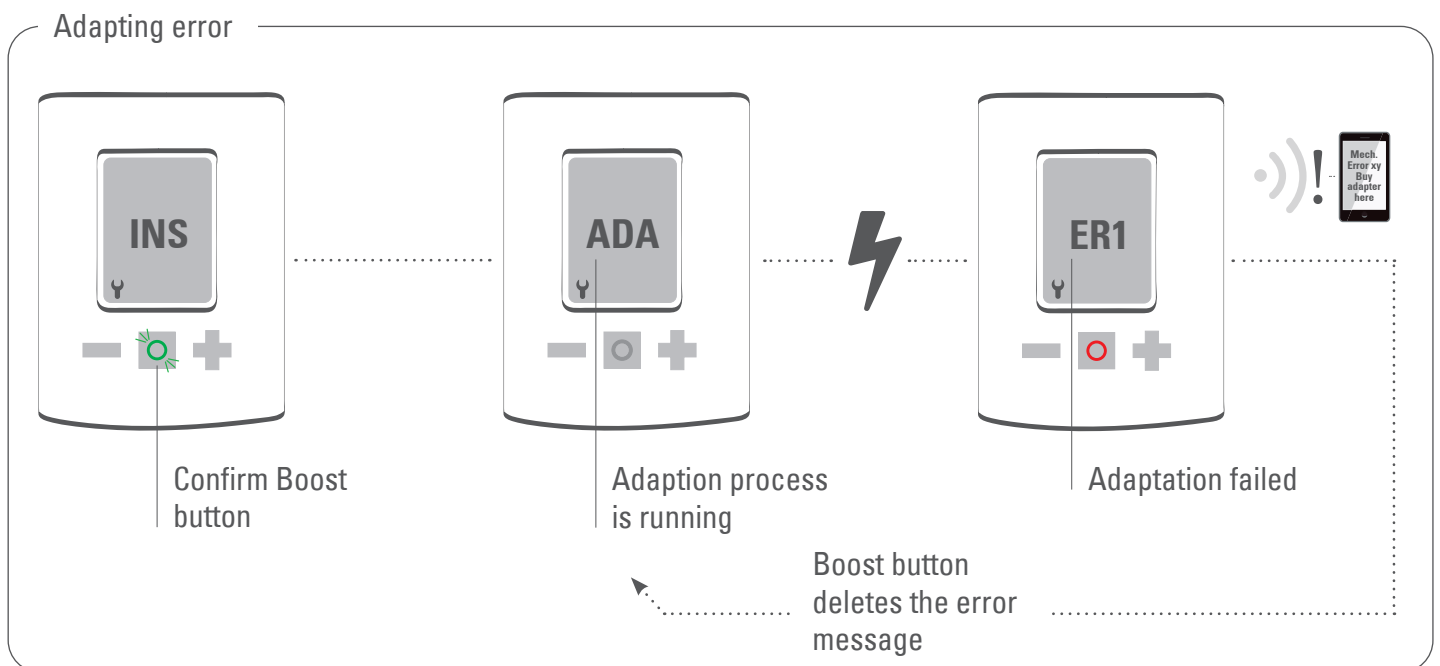 Adapting error
INS
ADA
ER1
Mech.
Error xy
Buy
adapter
here
Confirm Boost
button
Adaption process
is running
Adaptation failed
Boost button
deletes the error
message